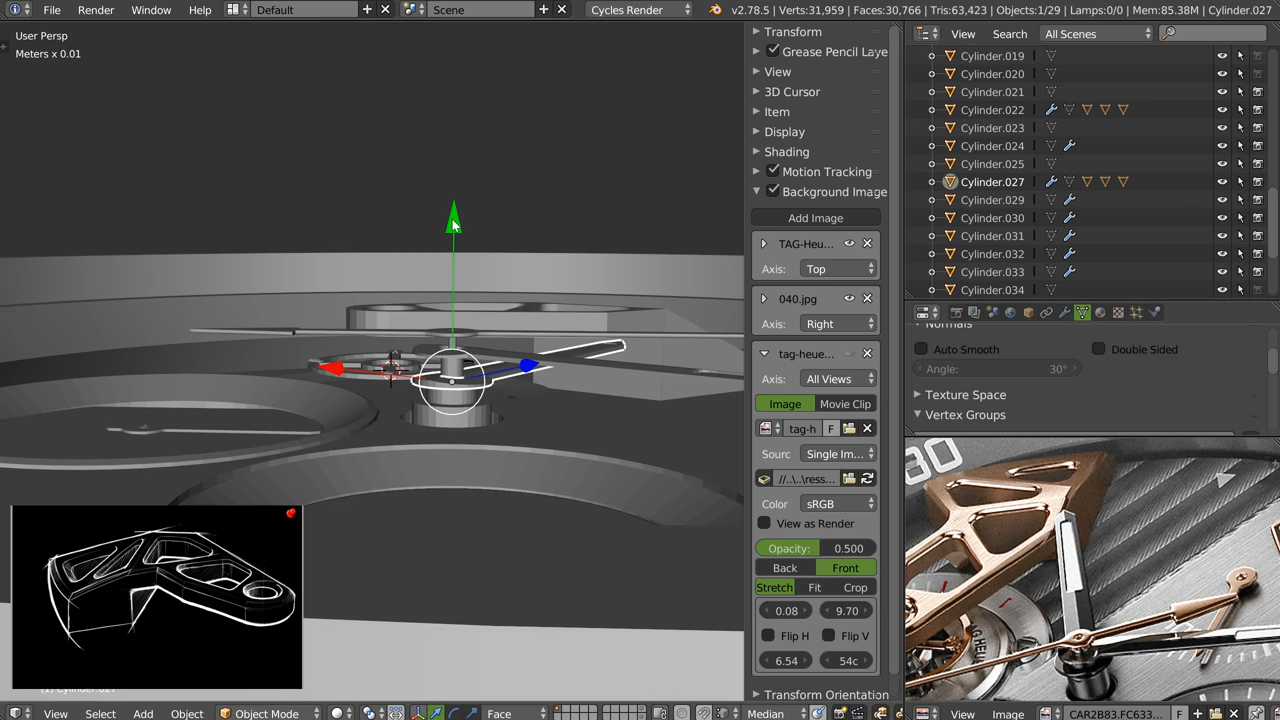 File Edit Render Window Help Default Scene Cycles Render v2.78.5 | Verts:31,959 | Faces:30,766 | Tris:63,423 | Objects:1/29 | Lamps:0/0 | Mem:85.38M | Cylinder.027
User Persp
Meters x 0.01
Transform
Grease Pencil Laye
View
3D Cursor
Item
Display
Shading
Motion Tracking
Background Image
Add Image
TAG-Heu...
Axis: Top
040.jpg
Axis: Right
tag-heue...
Axis: All Views
Image Movie Clip
tag-h F
Sourc Single Im...
//..\..\ress...
Color sRGB
View as Render
Opacity: 0.500
Back Front
Stretch Fit Crop
0.08 9.70
Flip H Flip V
6.54 54c
Transform Orientation
View Search All Scenes
Cylinder.019
Cylinder.020
Cylinder.021
Cylinder.022
Cylinder.023
Cylinder.024
Cylinder.025
Cylinder.027
Cylinder.029
Cylinder.030
Cylinder.031
Cylinder.032
Cylinder.033
Cylinder.034
Normals
Auto Smooth Double Sided
Angle: 30°
Texture Space
Vertex Groups
(1) Cylinder.027
View Select Add Object Object Mode Face Median
View Image CAR2B83.FC633... F